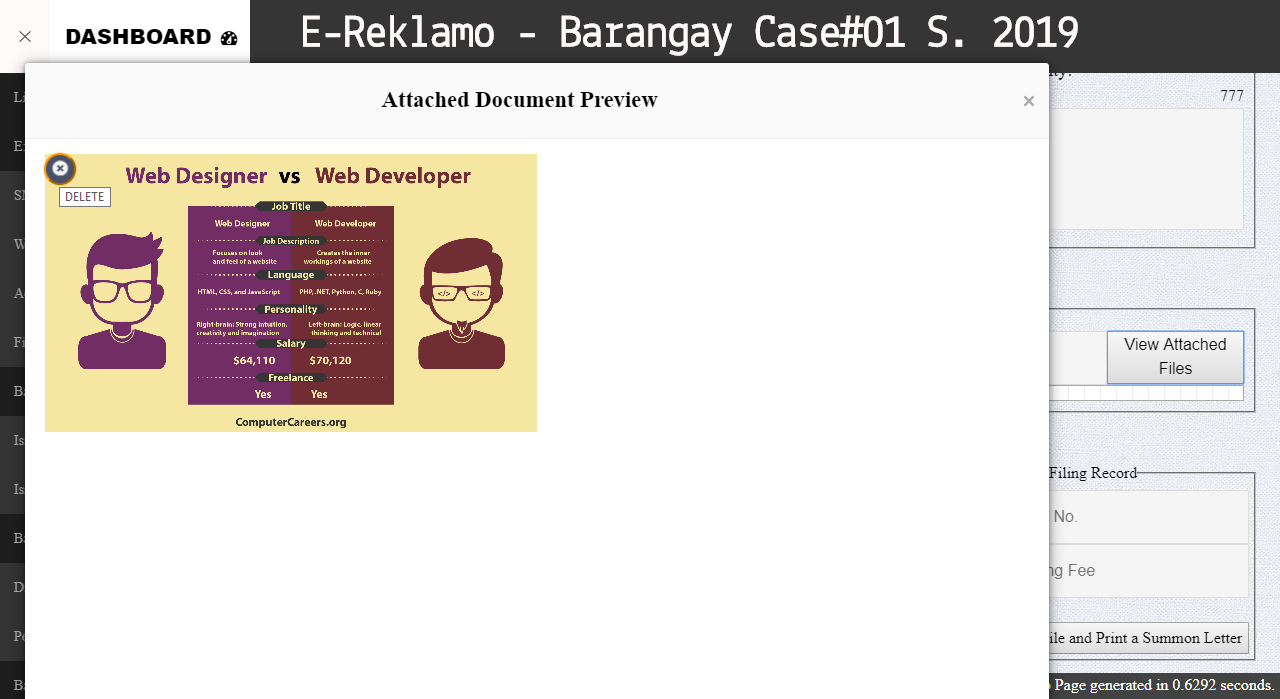 DASHBOARD
E-Reklamo - Barangay Case#01 S. 2019
Attached Document Preview
×
777
DELETE
Web Designer vs Web Developer
Job Title
Web Designer Web Developer
Job Description
Focuses on look
and feel of a website
Creates the inner
workings of a website
Language
HTML, CSS, and JavaScript PHP, .NET, Python, C, Ruby
Personality
Right-brain: Strong intuition,
creativity and imagination
Left-brain: Logic, linear
thinking and technical
Salary
$64,110 $70,120
Freelance
Yes Yes
ComputerCareers.org
</> </>
View Attached
Files
Filing Record
No.
Fee
and Print a Summon Letter
Page generated in 0.6292 seconds.